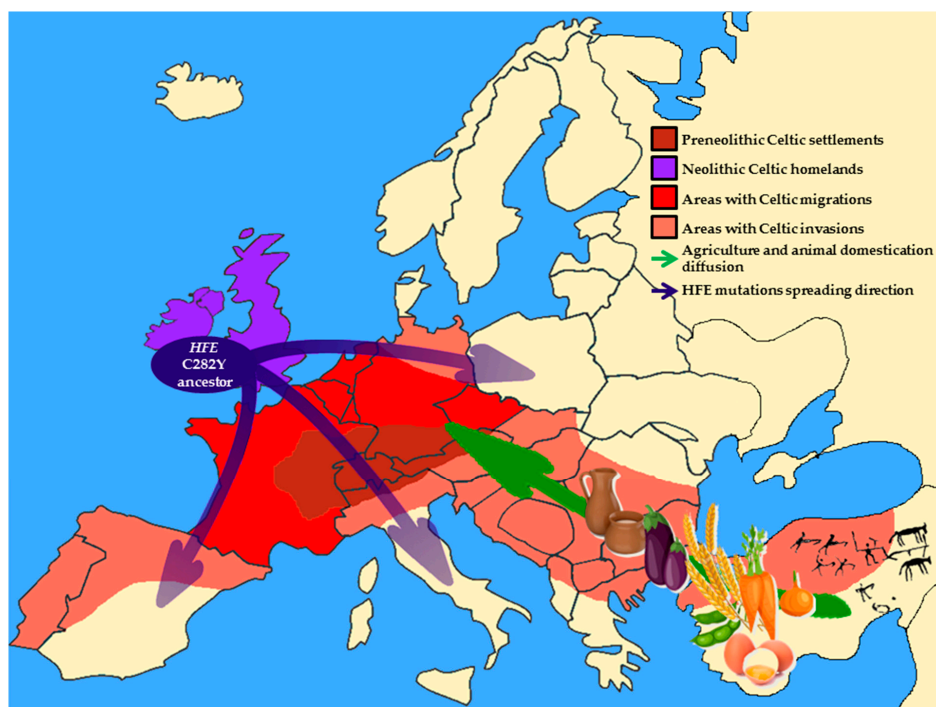 Preneolithic Celtic settlements
Neolithic Celtic homelands
Areas with Celtic migrations
Areas with Celtic invasions
Agriculture and animal domestication
diffusion
HFE mutations spreading direction
HFE
C282Y
ancestor